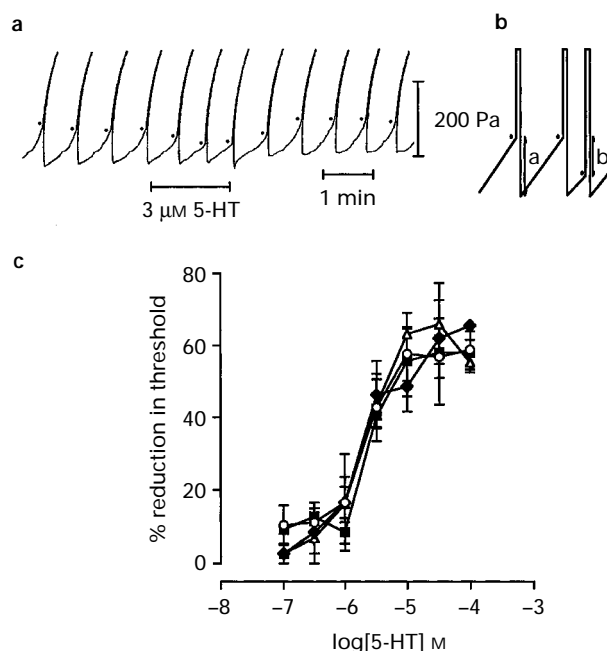 a
200 Pa
3 μM 5-HT
1 min
b
a
b
c
% reduction in threshold
80
60
40
20
0
−8
−7
−6
−5
−4
−3
log[5-HT] M